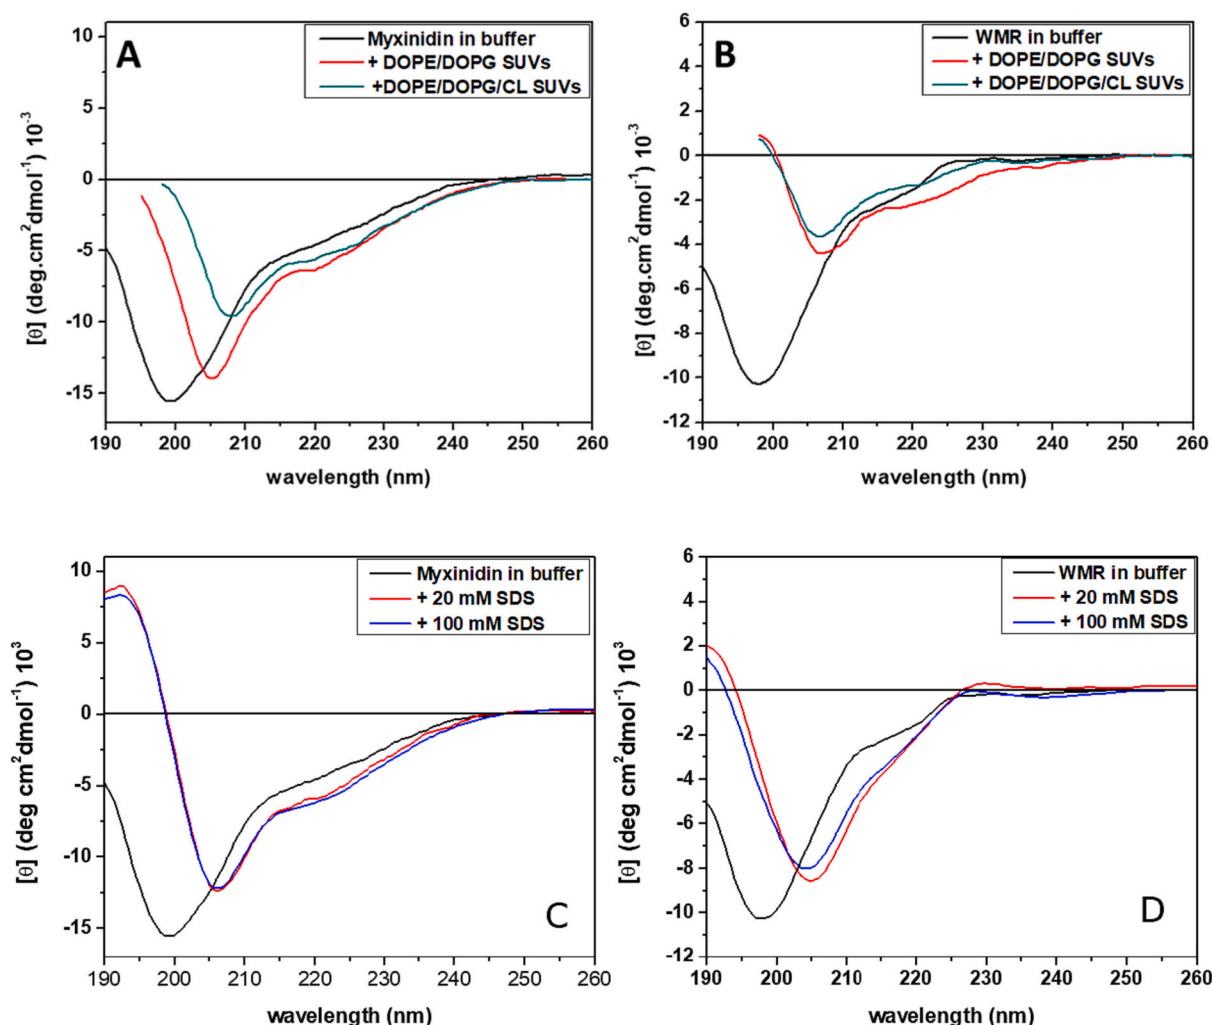 A
Myxinidin in buffer
+ DOPE/DOPG SUVs
+DOPE/DOPG/CL SUVs
[θ] (deg.cm²dmol⁻¹) 10⁻³
10
5
0
-5
-10
-15
190 200 210 220 230 240 250 260
wavelength (nm)
B
WMR in buffer
+ DOPE/DOPG SUVs
+ DOPE/DOPG/CL SUVs
[θ] (deg.cm²dmol⁻¹) 10⁻³
6
4
2
0
-2
-4
-6
-8
-10
-12
190 200 210 220 230 240 250 260
wavelength (nm)
Myxinidin in buffer
+ 20 mM SDS
+ 100 mM SDS
[θ] (deg cm²dmol⁻¹) 10³
10
5
0
-5
-10
-15
C
190 200 210 220 230 240 250 260
wavelength (nm)
WMR in buffer
+ 20 mM SDS
+ 100 mM SDS
[θ] (deg cm²dmol⁻¹) 10³
6
4
2
0
-2
-4
-6
-8
-10
-12
D
190 200 210 220 230 240 250 260
wavelength (nm)